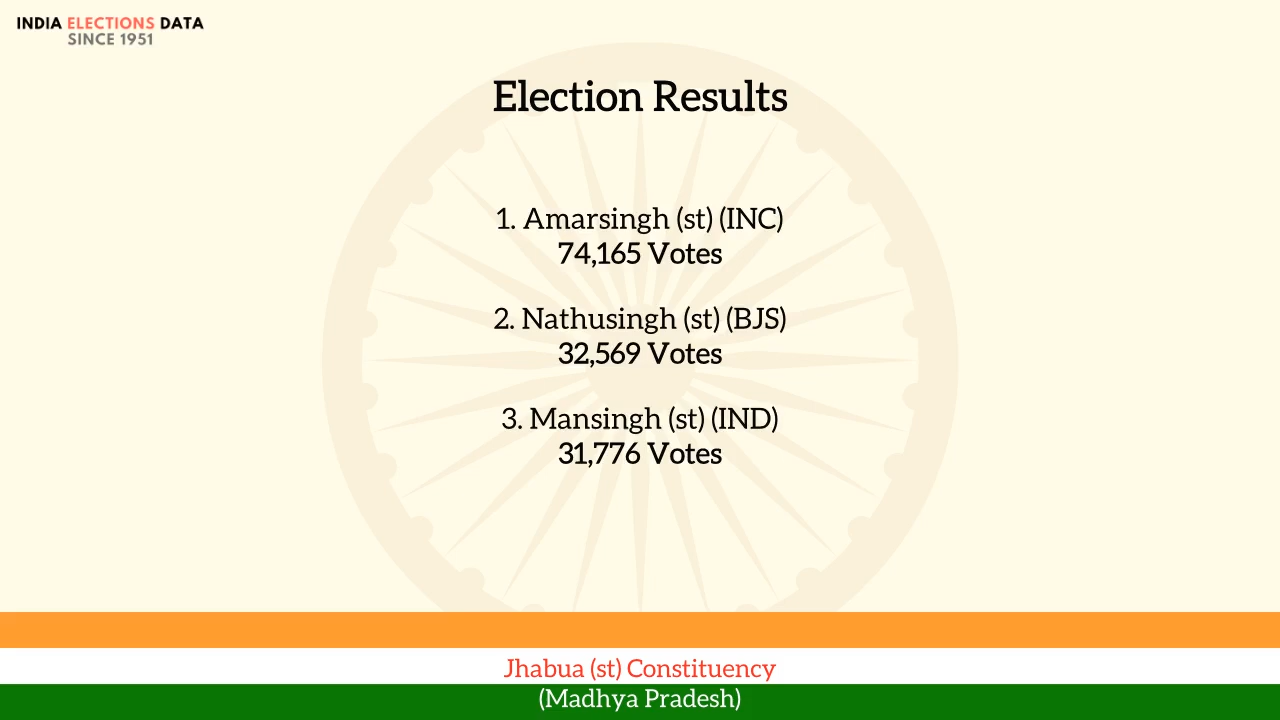 INDIA ELECTIONS DATA
SINCE 1951
Election Results
1. Amarsingh (st) (INC)
74,165 Votes
2. Nathusingh (st) (BJS)
32,569 Votes
3. Mansingh (st) (IND)
31,776 Votes
Jhabua (st) Constituency
(Madhya Pradesh)